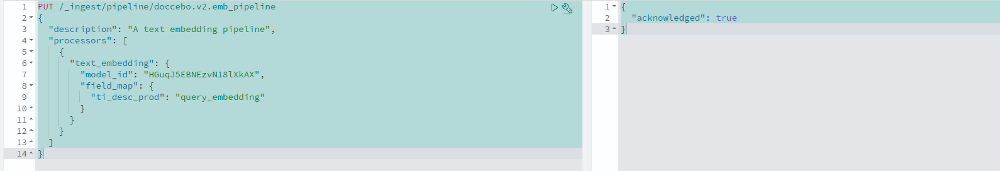 1 PUT /_ingest/pipeline/doccebo.v2.emb_pipeline
2 {
3 "description": "A text embedding pipeline",
4 "processors": [
5 {
6 "text_embedding": {
7 "model_id": "HGuqJ5EBNEzvN18lXkAX",
8 "field_map": {
9 "ti_desc_prod": "query_embedding"
10 }
11 }
12 }
13 ]
14 }
1 {
2 "acknowledged": true
3 }